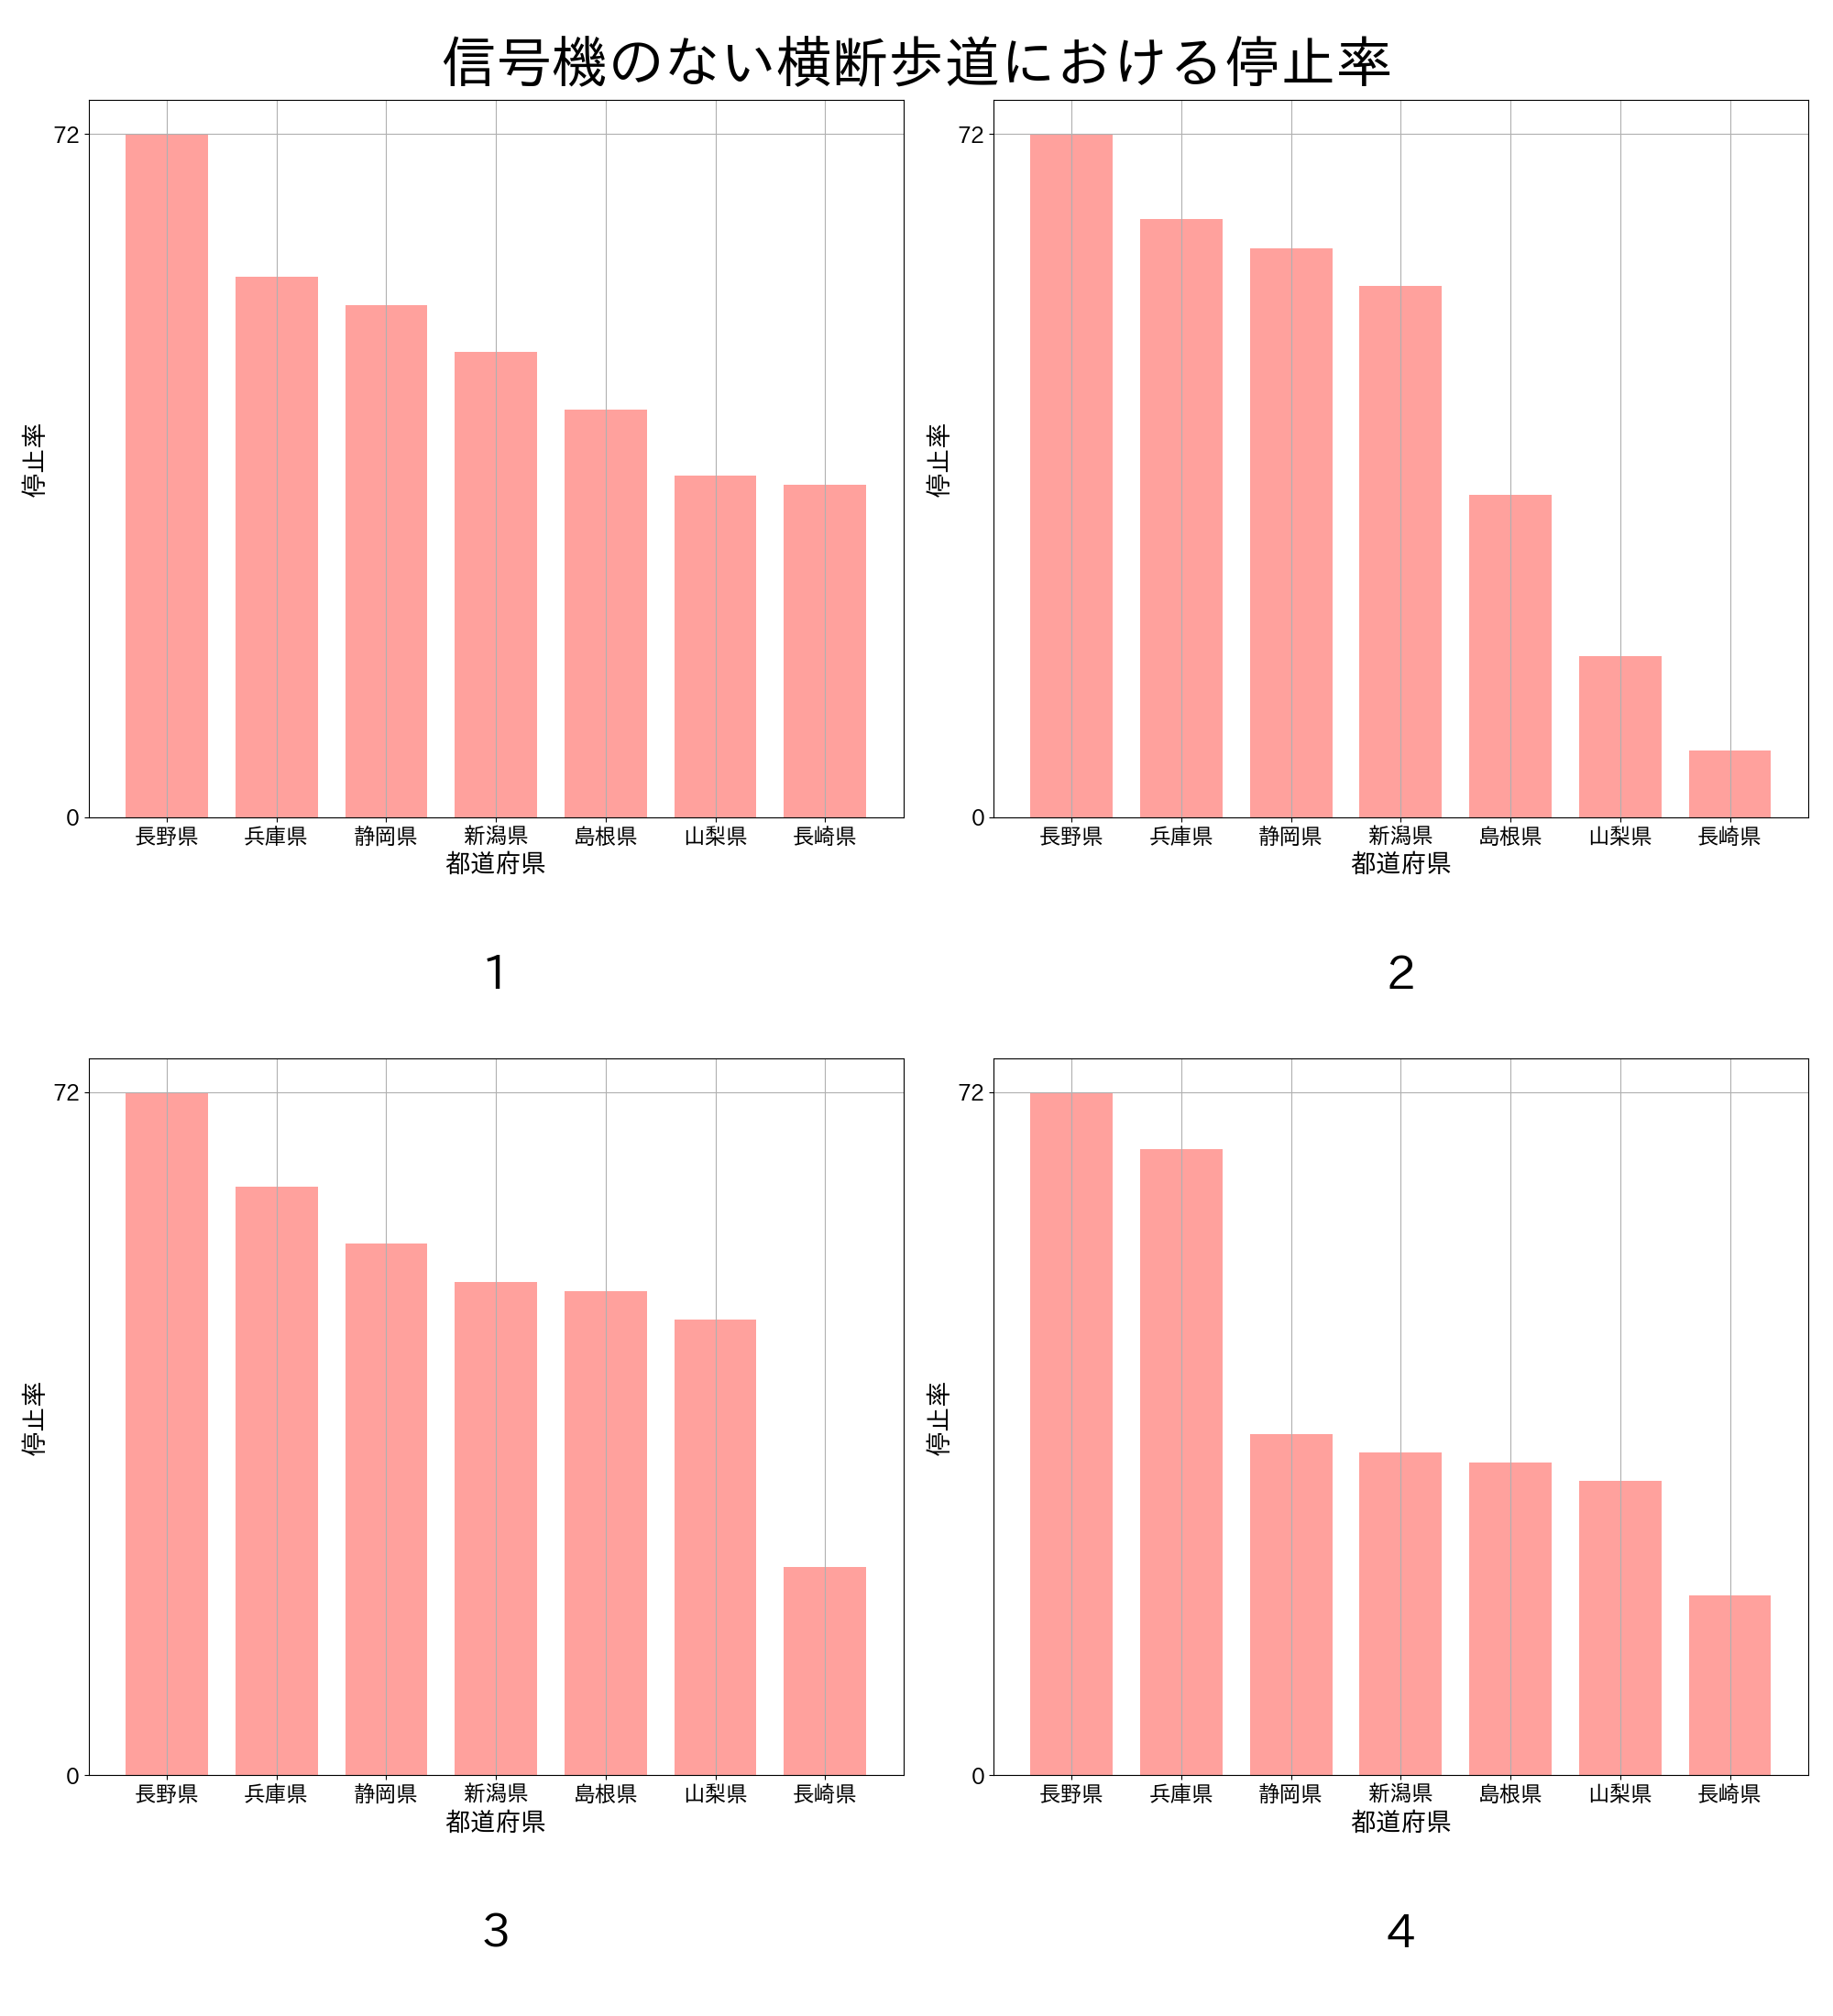 信号機のない横断歩道における停止率
72
0
停止率
長野県 兵庫県 静岡県 新潟県 島根県 山梨県 長崎県
都道府県
1
72
0
停止率
長野県 兵庫県 静岡県 新潟県 島根県 山梨県 長崎県
都道府県
2
72
0
停止率
長野県 兵庫県 静岡県 新潟県 島根県 山梨県 長崎県
都道府県
3
72
0
停止率
長野県 兵庫県 静岡県 新潟県 島根県 山梨県 長崎県
都道府県
4